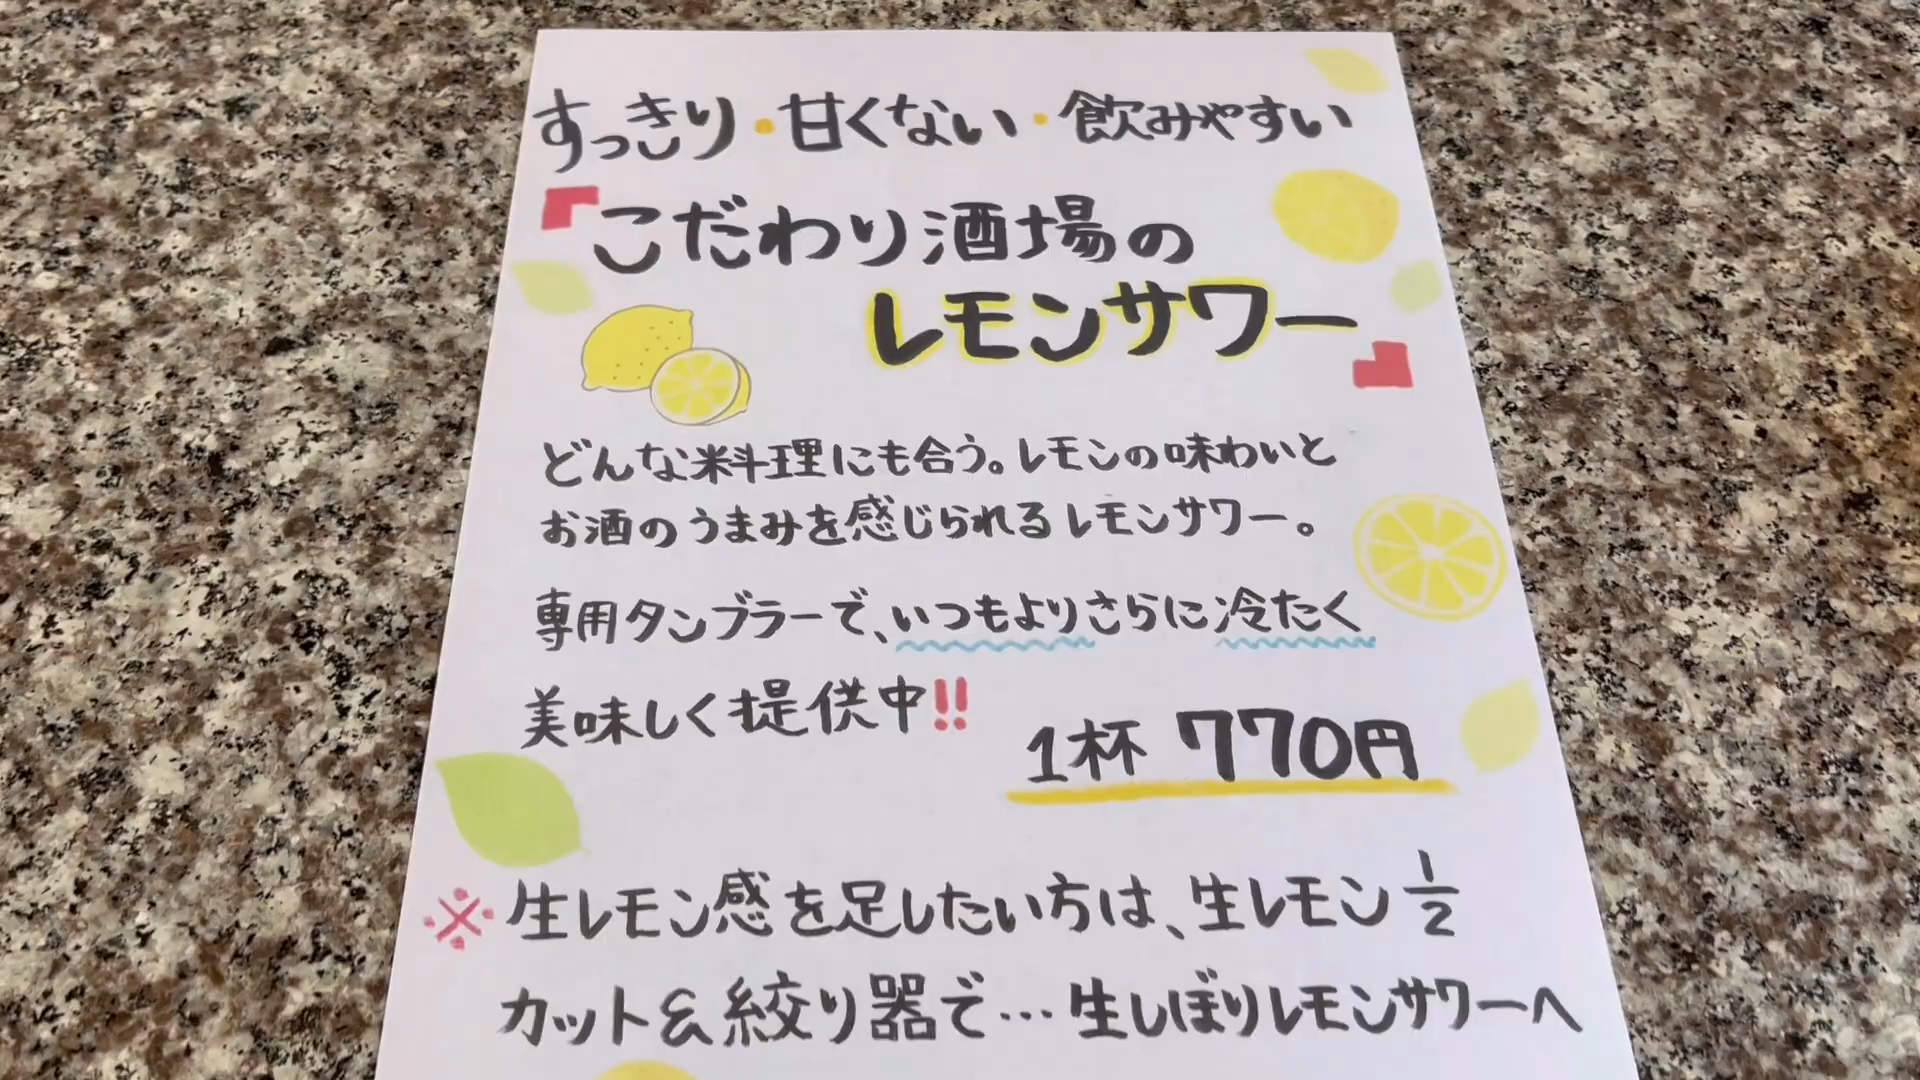 すっきり・甘くない・飲みやすい
『こだわり酒場の
レモンサワー』
どんな料理にも合う。レモンの味わいと
お酒のうまみを感じられるレモンサワー。
専用タンブラーで、いつもよりさらに冷たく
美味しく提供中!!
1杯 770円
※生レモン感を足したい方は、生レモン1/2
カット&絞り器で…生しぼりレモンサワーへ